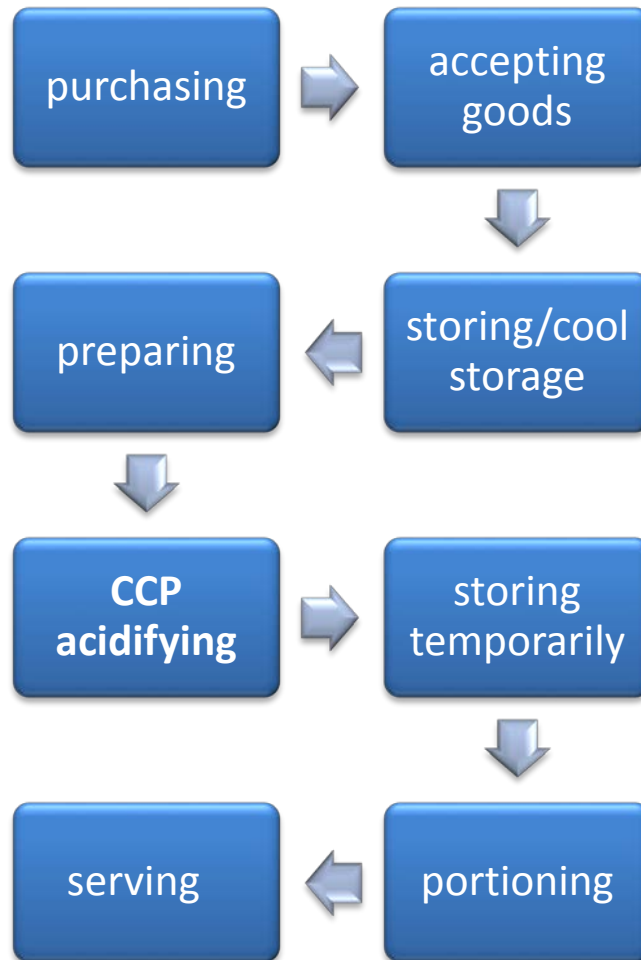 purchasing
accepting
goods
storing/cool
storage
preparing
CCP
acidifying
storing
temporarily
portioning
serving